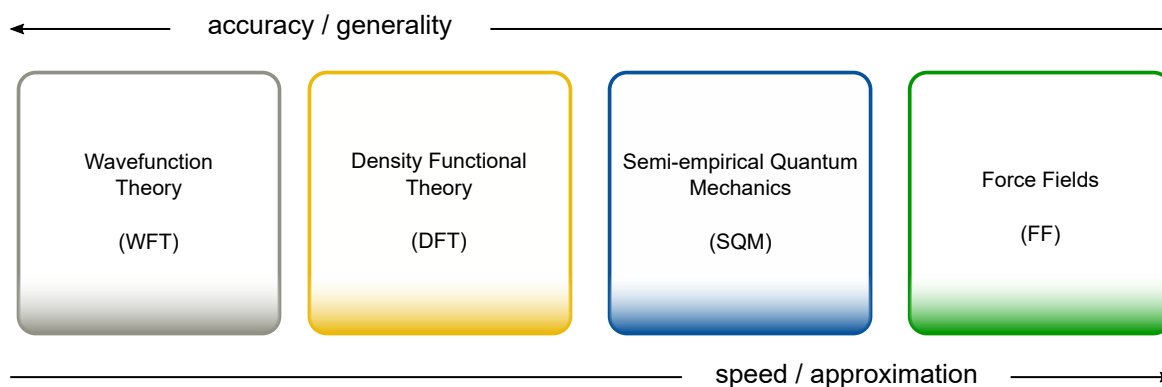 accuracy / generality
Wavefunction
Theory
(WFT)
Density Functional
Theory
(DFT)
Semi-empirical Quantum
Mechanics
(SQM)
Force Fields
(FF)
speed / approximation